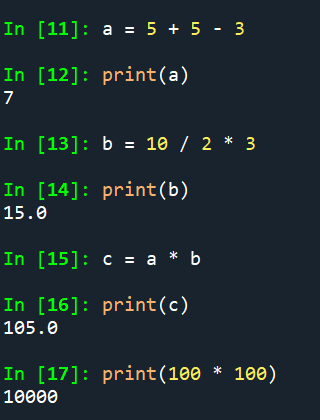 In [11]: a = 5 + 5 - 3
In [12]: print(a)
7
In [13]: b = 10 / 2 * 3
In [14]: print(b)
15.0
In [15]: c = a * b
In [16]: print(c)
105.0
In [17]: print(100 * 100)
10000